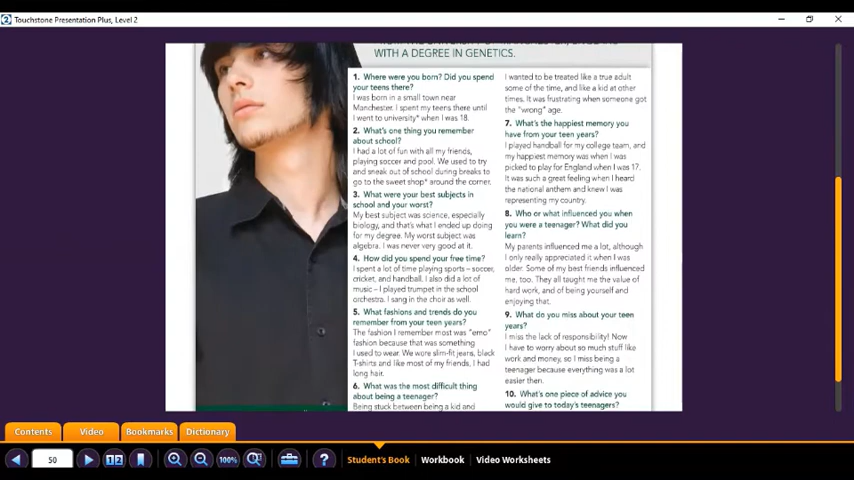 Touchstone Presentation Plus, Level 2
WITH A DEGREE IN GENETICS.
1. Where were you born? Did you spend
your teens there?
I was born in a small town near
Manchester. I spent my teens there until
I went to university* when I was 18.
2. What's one thing you remember
about school?
I had a lot of fun with all my friends,
playing soccer and pool. We used to try
and sneak out of school during breaks to
go to the sweet shop* around the corner.
3. What were your best subjects in
school and your worst?
My best subject was science, especially
biology, and that's what I ended up doing
for my degree. My worst subject was
algebra. I was never very good at it.
4. How did you spend your free time?
I spent a lot of time playing sports – soccer,
cricket, and handball. I also did a lot of
music – I played trumpet in the school
orchestra. I sang in the choir as well.
5. What fashions and trends do you
remember from your teen years?
The fashion I remember most was "emo"
fashion because that was something
I used to wear. We wore slim-fit jeans, black
T-shirts and like most of my friends, I had
long hair.
6. What was the most difficult thing
about being a teenager?
Being stuck between being a kid and
I wanted to be treated like a true adult
some of the time, and like a kid at other
times. It was frustrating when someone got
the "wrong" age.
7. What's the happiest memory you
have from your teen years?
I played handball for my college team, and
my happiest memory was when I was
picked to play for England when I was 17.
It was such a great feeling when I heard
the national anthem and knew I was
representing my country.
8. Who or what influenced you when
you were a teenager? What did you
learn?
My parents influenced me a lot, although
I only really appreciated it when I was
older. Some of my best friends influenced
me, too. They all taught me the value of
hard work, and of being yourself and
enjoying that.
9. What do you miss about your teen
years?
I miss the lack of responsibility! Now
I have to worry about so much stuff like
work and money, so I miss being a
teenager because everything was a lot
easier then.
10. What's one piece of advice you
would give to today's teenagers?
Contents
Video
Bookmarks
Dictionary
50
1 2
100%
?
Student's Book
Workbook
Video Worksheets